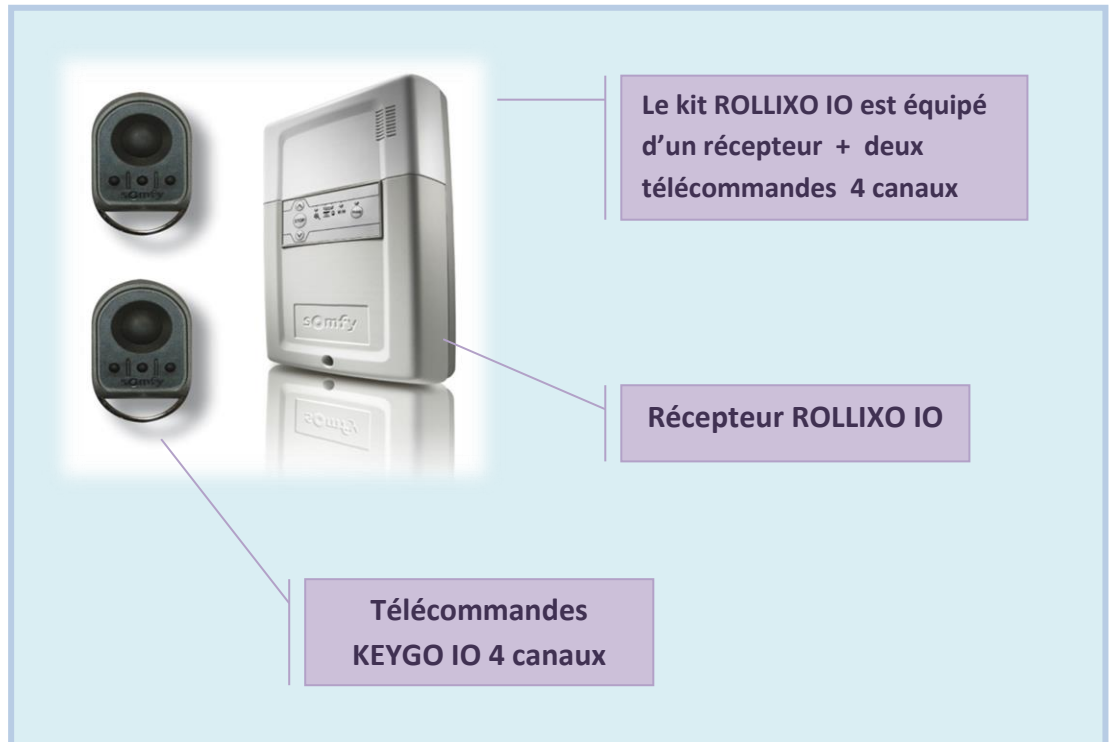 Le kit ROLLIXO IO est équipé
d'un récepteur + deux
télécommandes 4 canaux
somfy
somfy
somfy
Récepteur ROLLIXO IO
Télécommandes
KEYGO IO 4 canaux